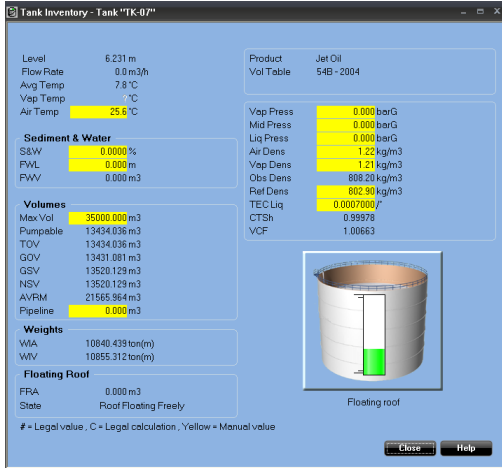 Tank Inventory - Tank "TK-07"
Level 6.231 m
Flow Rate 0.0 m3/h
Avg Temp 7.8 °C
Vap Temp ? °C
Air Temp 25.6 °C
Product Jet Oil
Vol Table 54B - 2004
Sediment & Water
S&W 0.0000 %
FWL 0.000 m
FWV 0.000 m3
Vap Press 0.000 barG
Mid Press 0.000 barG
Liq Press 0.000 barG
Air Dens 1.22 kg/m3
Vap Dens 1.21 kg/m3
Obs Dens 808.20 kg/m3
Ref Dens 802.90 kg/m3
TEC Liq 0.0007000 /°
CTSh 0.99978
VCF 1.00663
Volumes
Max Vol 35000.000 m3
Pumpable 13434.036 m3
TOV 13434.036 m3
GOV 13431.081 m3
GSV 13520.129 m3
NSV 13520.129 m3
AVRM 21565.964 m3
Pipeline 0.000 m3
Weights
WIA 10840.439 ton(m)
WIV 10855.312 ton(m)
Floating Roof
FRA 0.000 m3
State Roof Floating Freely
Floating roof
# = Legal value , C = Legal calculation , Yellow = Manual value
Close Help